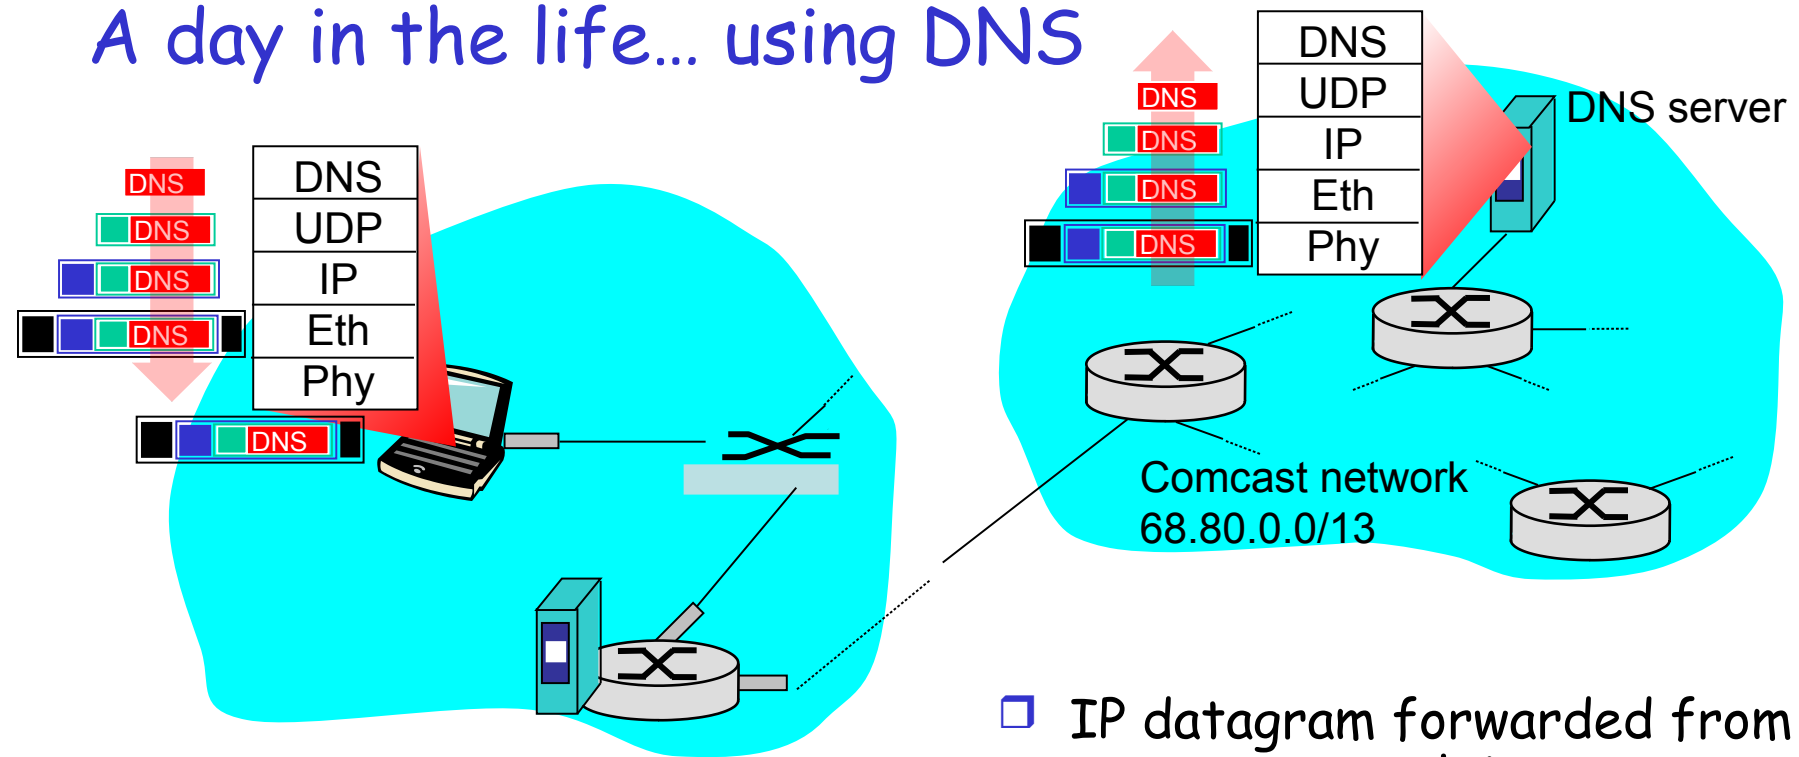 A day in the life... using DNS
DNS
UDP
IP
Eth
Phy
DNS
DNS
DNS
DNS
DNS
DNS
UDP
IP
Eth
Phy
DNS
DNS
DNS
DNS
DNS server
Comcast network
68.80.0.0/13
IP datagram forwarded from